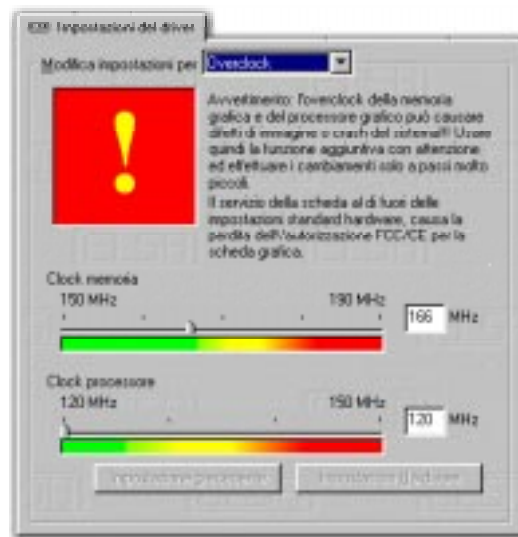 Impostazioni del driver
Modifica impostazioni per Overclock
Avvertimento: l'overclock della memoria
grafica e del processore grafico può causare
difetti di immagine o crash del sistema!!! Usare
quindi la funzione aggiuntiva con attenzione
ed effettuare i cambiamenti solo a passi molto
piccoli.
Il servizio della scheda al di fuori delle
impostazioni standard hardware, causa la
perdita dell\'autorizzazione FCC/CE per la
scheda grafica.
Clock memoria
150 MHz 190 MHz
166 MHz
Clock processore
120 MHz 150 MHz
120 MHz
Impostazione precedente